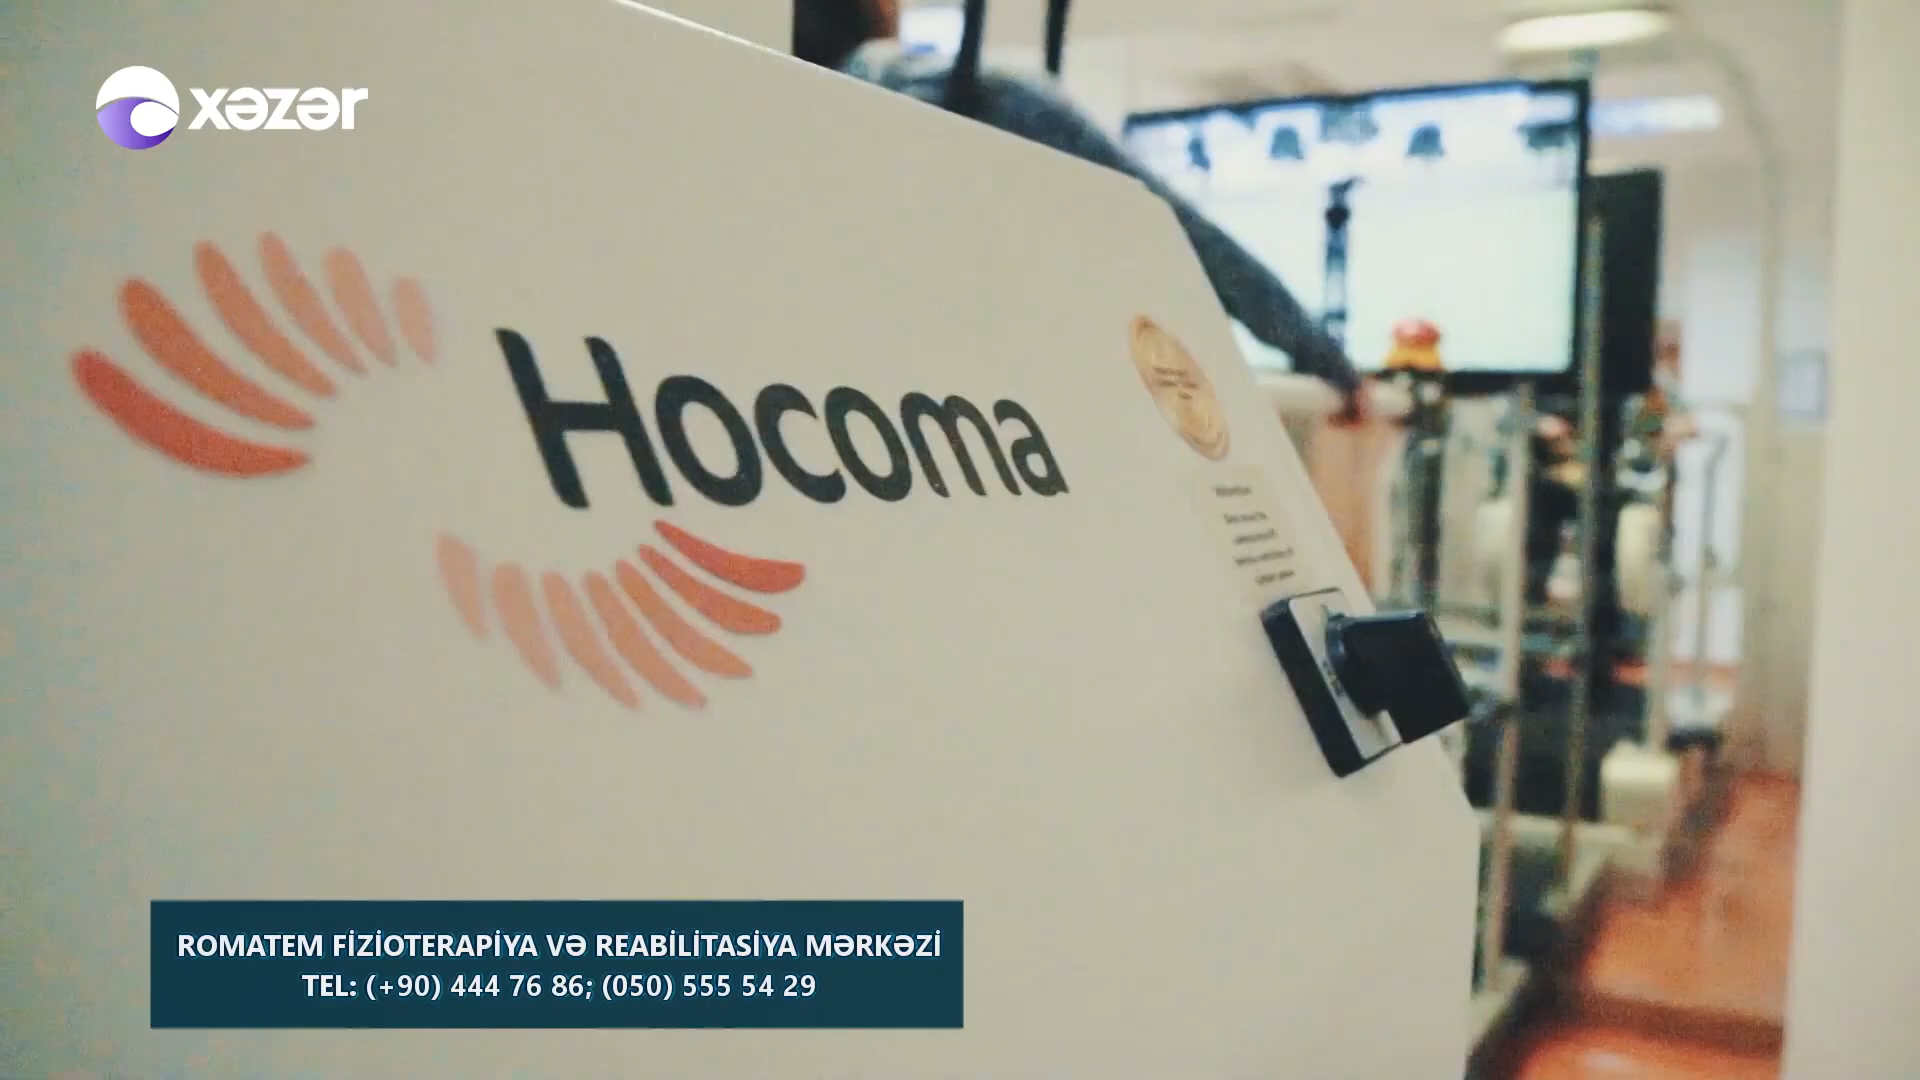 xəzər
Hocoma
ROMATEM FİZİOTERAPİYA VƏ REABİLİTASİYA MƏRKƏZİ
TEL: (+90) 444 76 86; (050) 555 54 29